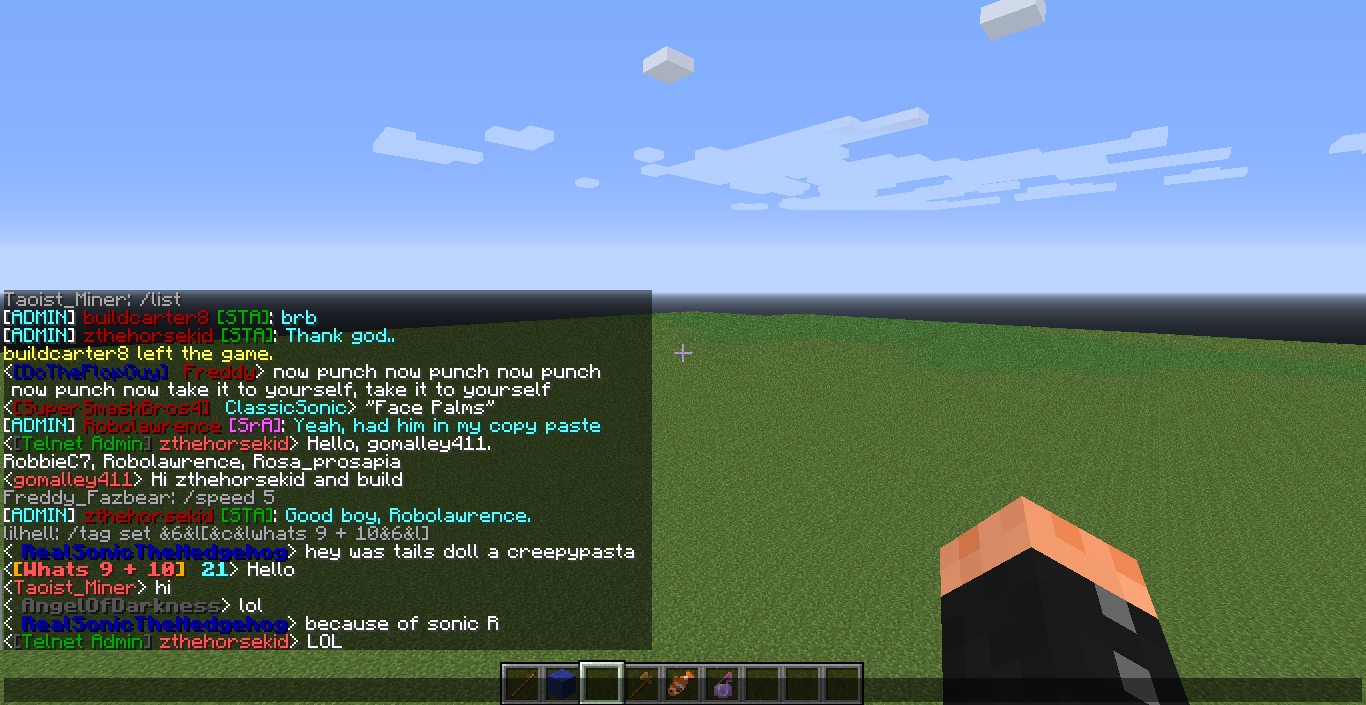 Taoist_Miner: /list
[ADMIN] buildcarter8 [STA]: brb
[ADMIN] zthehorsekid [STA]: Thank god..
buildcarter8 left the game.
<[DoTheFlopGuy] Freddy> now punch now punch now punch
now punch now take it to yourself, take it to yourself
<[SuperSmashBros4] ClassicSonic> "Face Palms"
[ADMIN] Robolawrence [SrA]: Yeah, had him in my copy paste
<[Telnet Admin] zthehorsekid> Hello, gomalley411.
RobbieC7, Robolawrence, Rosa_prosapia
<gomalley411> Hi zthehorsekid and build
Freddy_Fazbear: /speed 5
[ADMIN] zthehorsekid [STA]: Good boy, Robolawrence.
lilhell: /tag set &6&l[&c&lwhats 9 + 10&6&l]
< RealSonicTheHedgehog> hey was tails doll a creepypasta
<[Whats 9 + 10] 21> Hello
<Taoist_Miner> hi
< AngelOfDarkness> lol
< RealSonicTheHedgehog> because of sonic R
<[Telnet Admin] zthehorsekid> LOL